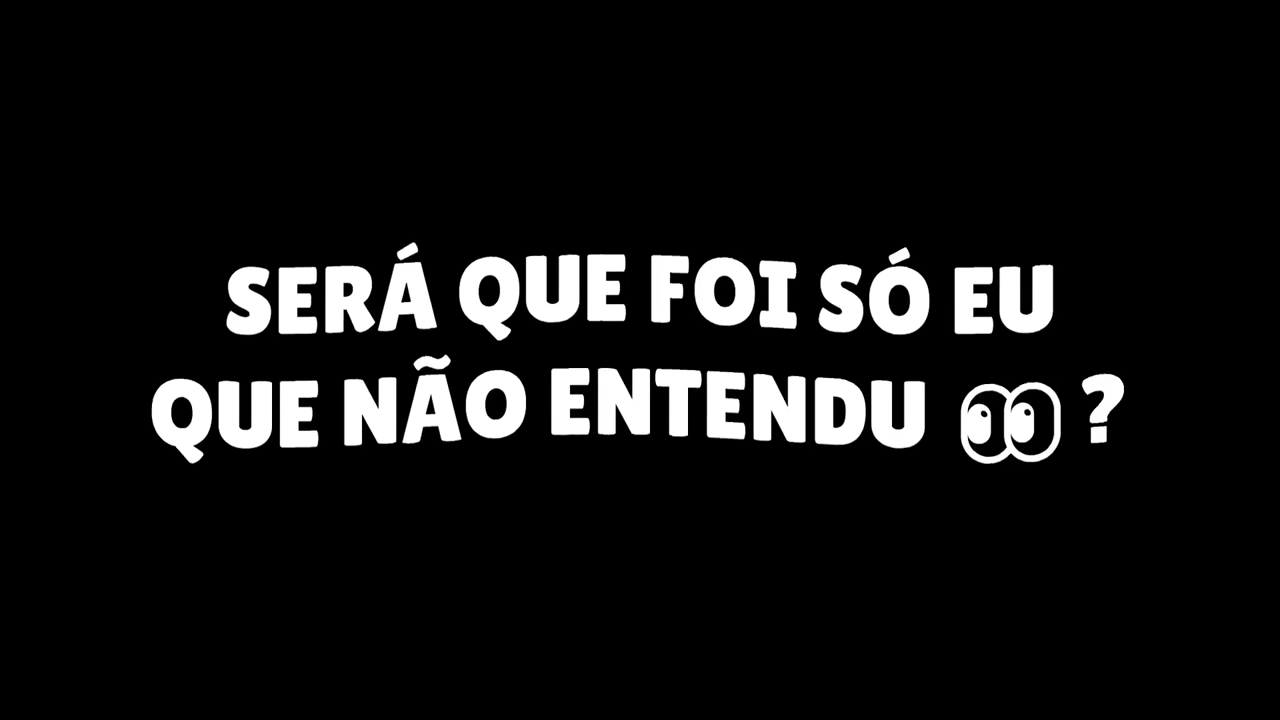 SERÁ QUE FOI SÓ EU
QUE NÃO ENTENDU 👀 ?